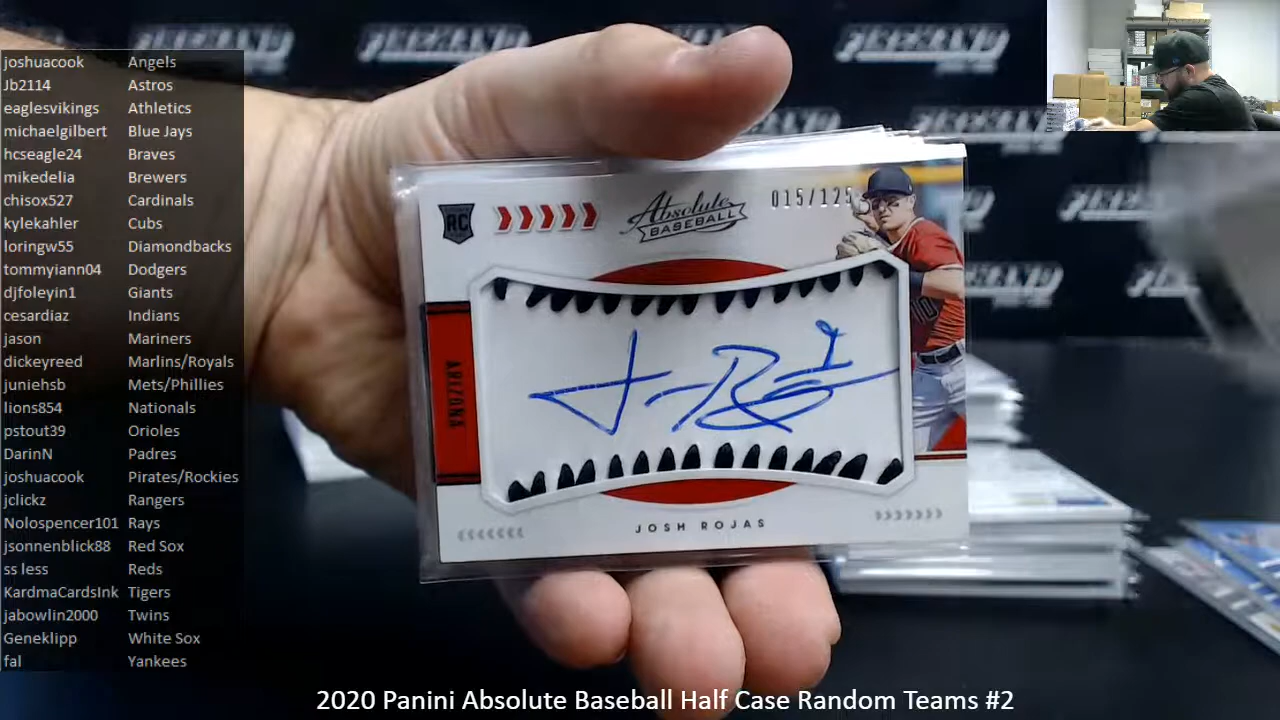 joshuacook Angels
Jb2114 Astros
eaglesvikings Athletics
michaelgilbert Blue Jays
hcseagle24 Braves
mikedelia Brewers
chisox527 Cardinals
kylekahler Cubs
loringw55 Diamondbacks
tommyiann04 Dodgers
djfoleyin1 Giants
cesardiaz Indians
jason Mariners
dickeyreed Marlins/Royals
juniehsb Mets/Phillies
lions854 Nationals
pstout39 Orioles
DarinN Padres
joshuacook Pirates/Rockies
jclickz Rangers
Nolospencer101 Rays
jsonnenblick88 Red Sox
ss less Reds
KardmaCardsInk Tigers
jabowlin2000 Twins
Geneklipp White Sox
fal Yankees
RC
Absolute
BASEBALL
015/125
ARIZONA
JOSH ROJAS
2020 Panini Absolute Baseball Half Case Random Teams #2